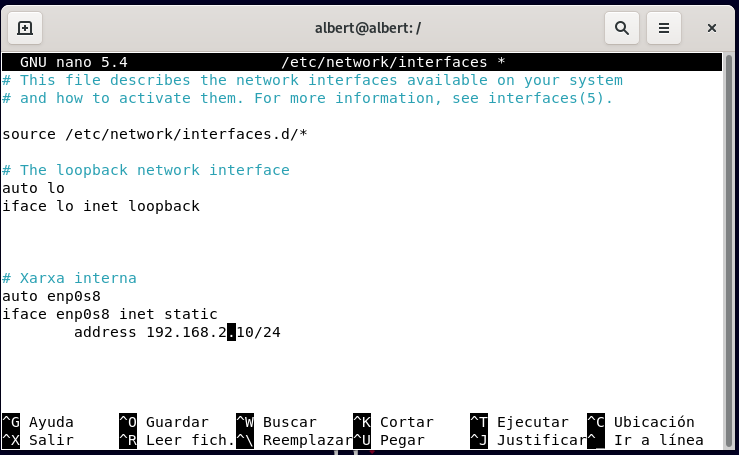 albert@albert: /
GNU nano 5.4 /etc/network/interfaces *
# This file describes the network interfaces available on your system
# and how to activate them. For more information, see interfaces(5).
source /etc/network/interfaces.d/*
# The loopback network interface
auto lo
iface lo inet loopback
# Xarxa interna
auto enp0s8
iface enp0s8 inet static
address 192.168.2.10/24
^G Ayuda ^O Guardar ^W Buscar ^K Cortar ^T Ejecutar ^C Ubicación
^X Salir ^R Leer fich. ^\ Reemplazar ^U Pegar ^J Justificar ^_ Ir a línea